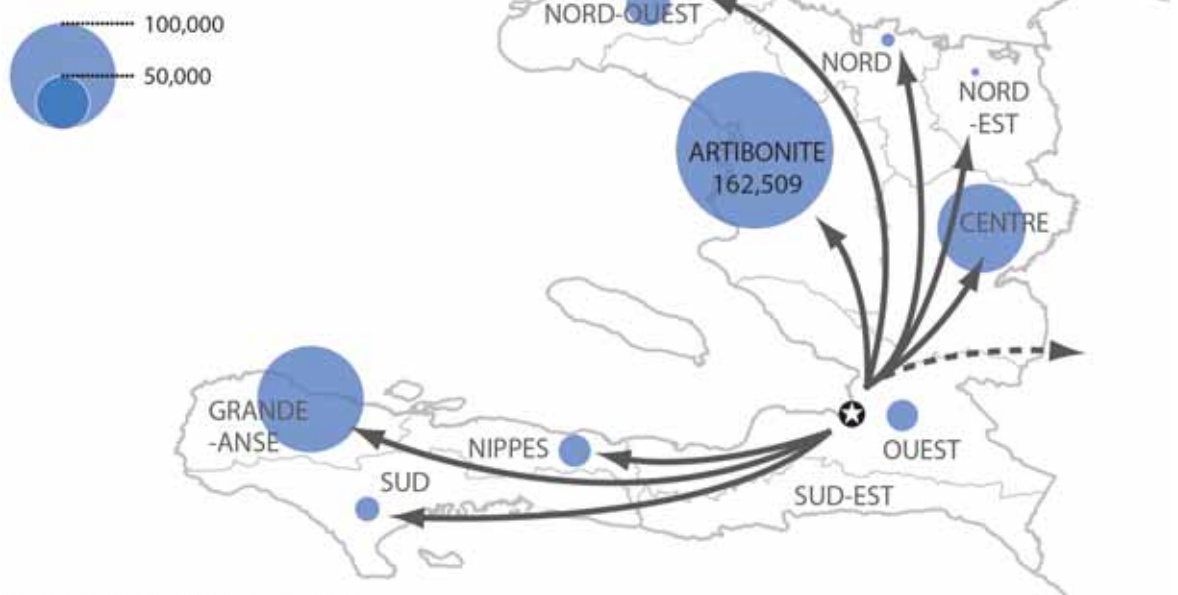 100,000
50,000
NORD-OUEST
NORD
NORD
-EST
ARTIBONITE
162,509
CENTRE
GRANDE
-ANSE
NIPPES
OUEST
SUD
SUD-EST